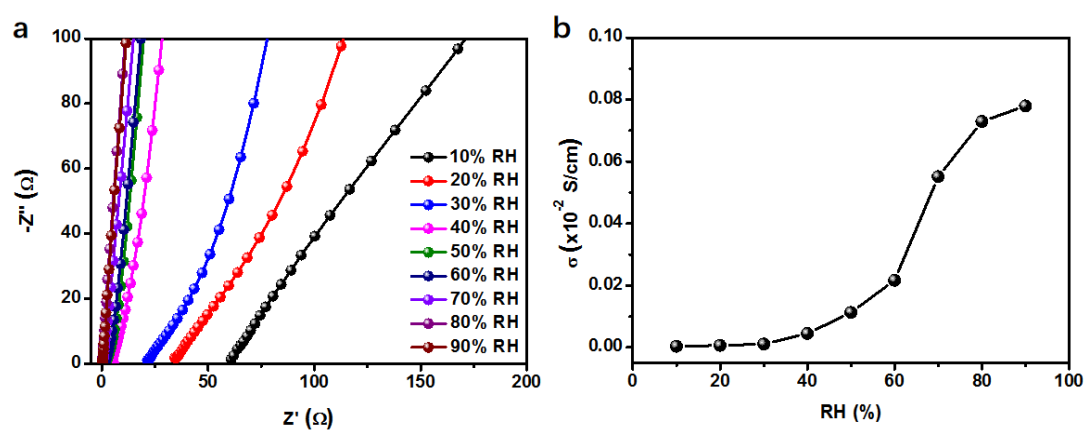 a
100
80
60
40
20
0
-Z'' (Ω)
10% RH
20% RH
30% RH
40% RH
50% RH
60% RH
70% RH
80% RH
90% RH
0 50 100 150 200
Z' (Ω)
b
0.10
0.08
0.06
0.04
0.02
0.00
σ (x10⁻² S/cm)
0 20 40 60 80 100
RH (%)